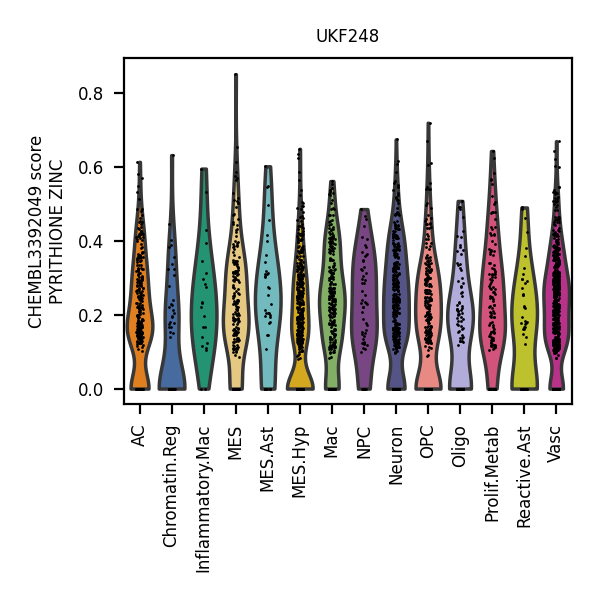 UKF248
CHEMBL3392049 score
PYRITHIONE ZINC
0.8
0.6
0.4
0.2
0.0
AC
Chromatin.Reg
Inflammatory.Mac
MES
MES.Ast
MES.Hyp
Mac
NPC
Neuron
OPC
Oligo
Prolif.Metab
Reactive.Ast
Vasc